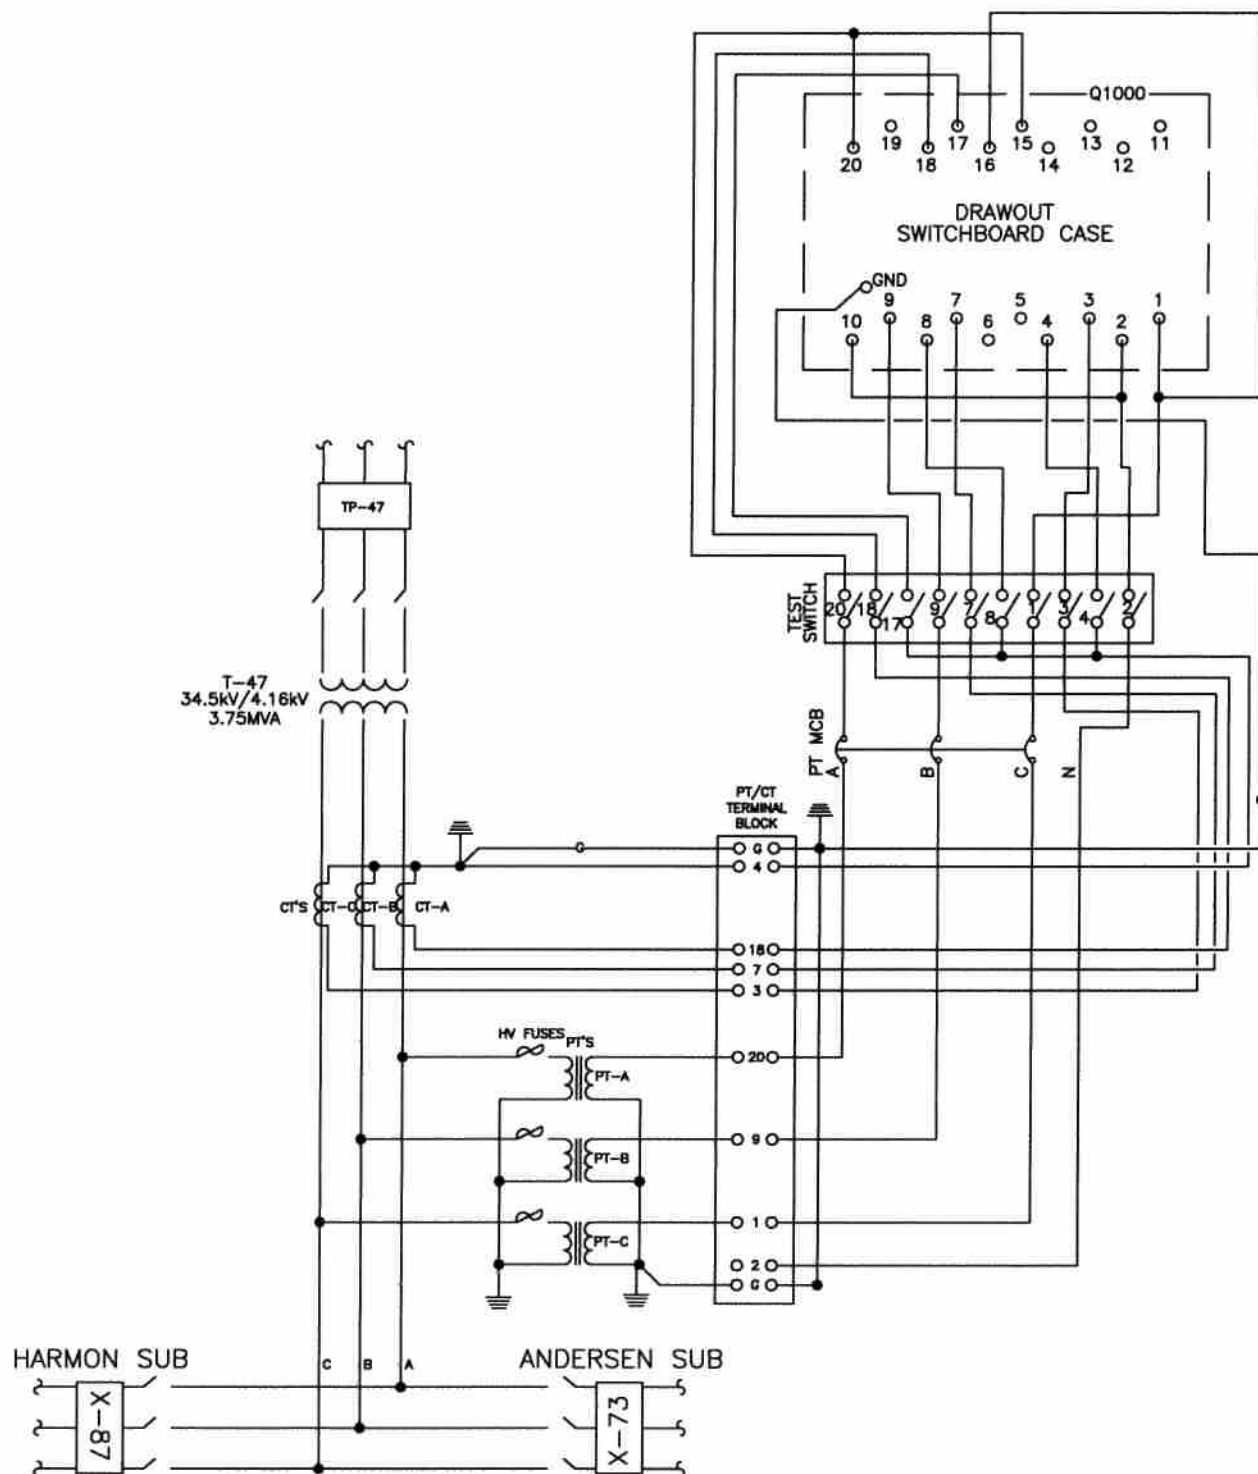 Q1000
19 17 15 13 11
20 18 16 14 12
DRAWOUT
SWITCHBOARD CASE
GND
9 7 5 3 1
10 8 6 4 2
TP-47
TEST
SWITCH
20 18 17 9 7 8 1 3 4 2
T-47
34.5kV/4.16kV
3.75MVA
PT MCB
A B C N
PT/CT
TERMINAL
BLOCK
G G
4
CT'S CT-C CT-B CT-A
18
7
3
HV FUSES PT'S
20
PT-A
9
PT-B
1
PT-C
2
G
HARMON SUB
C B A
ANDERSEN SUB
X-87
X-73